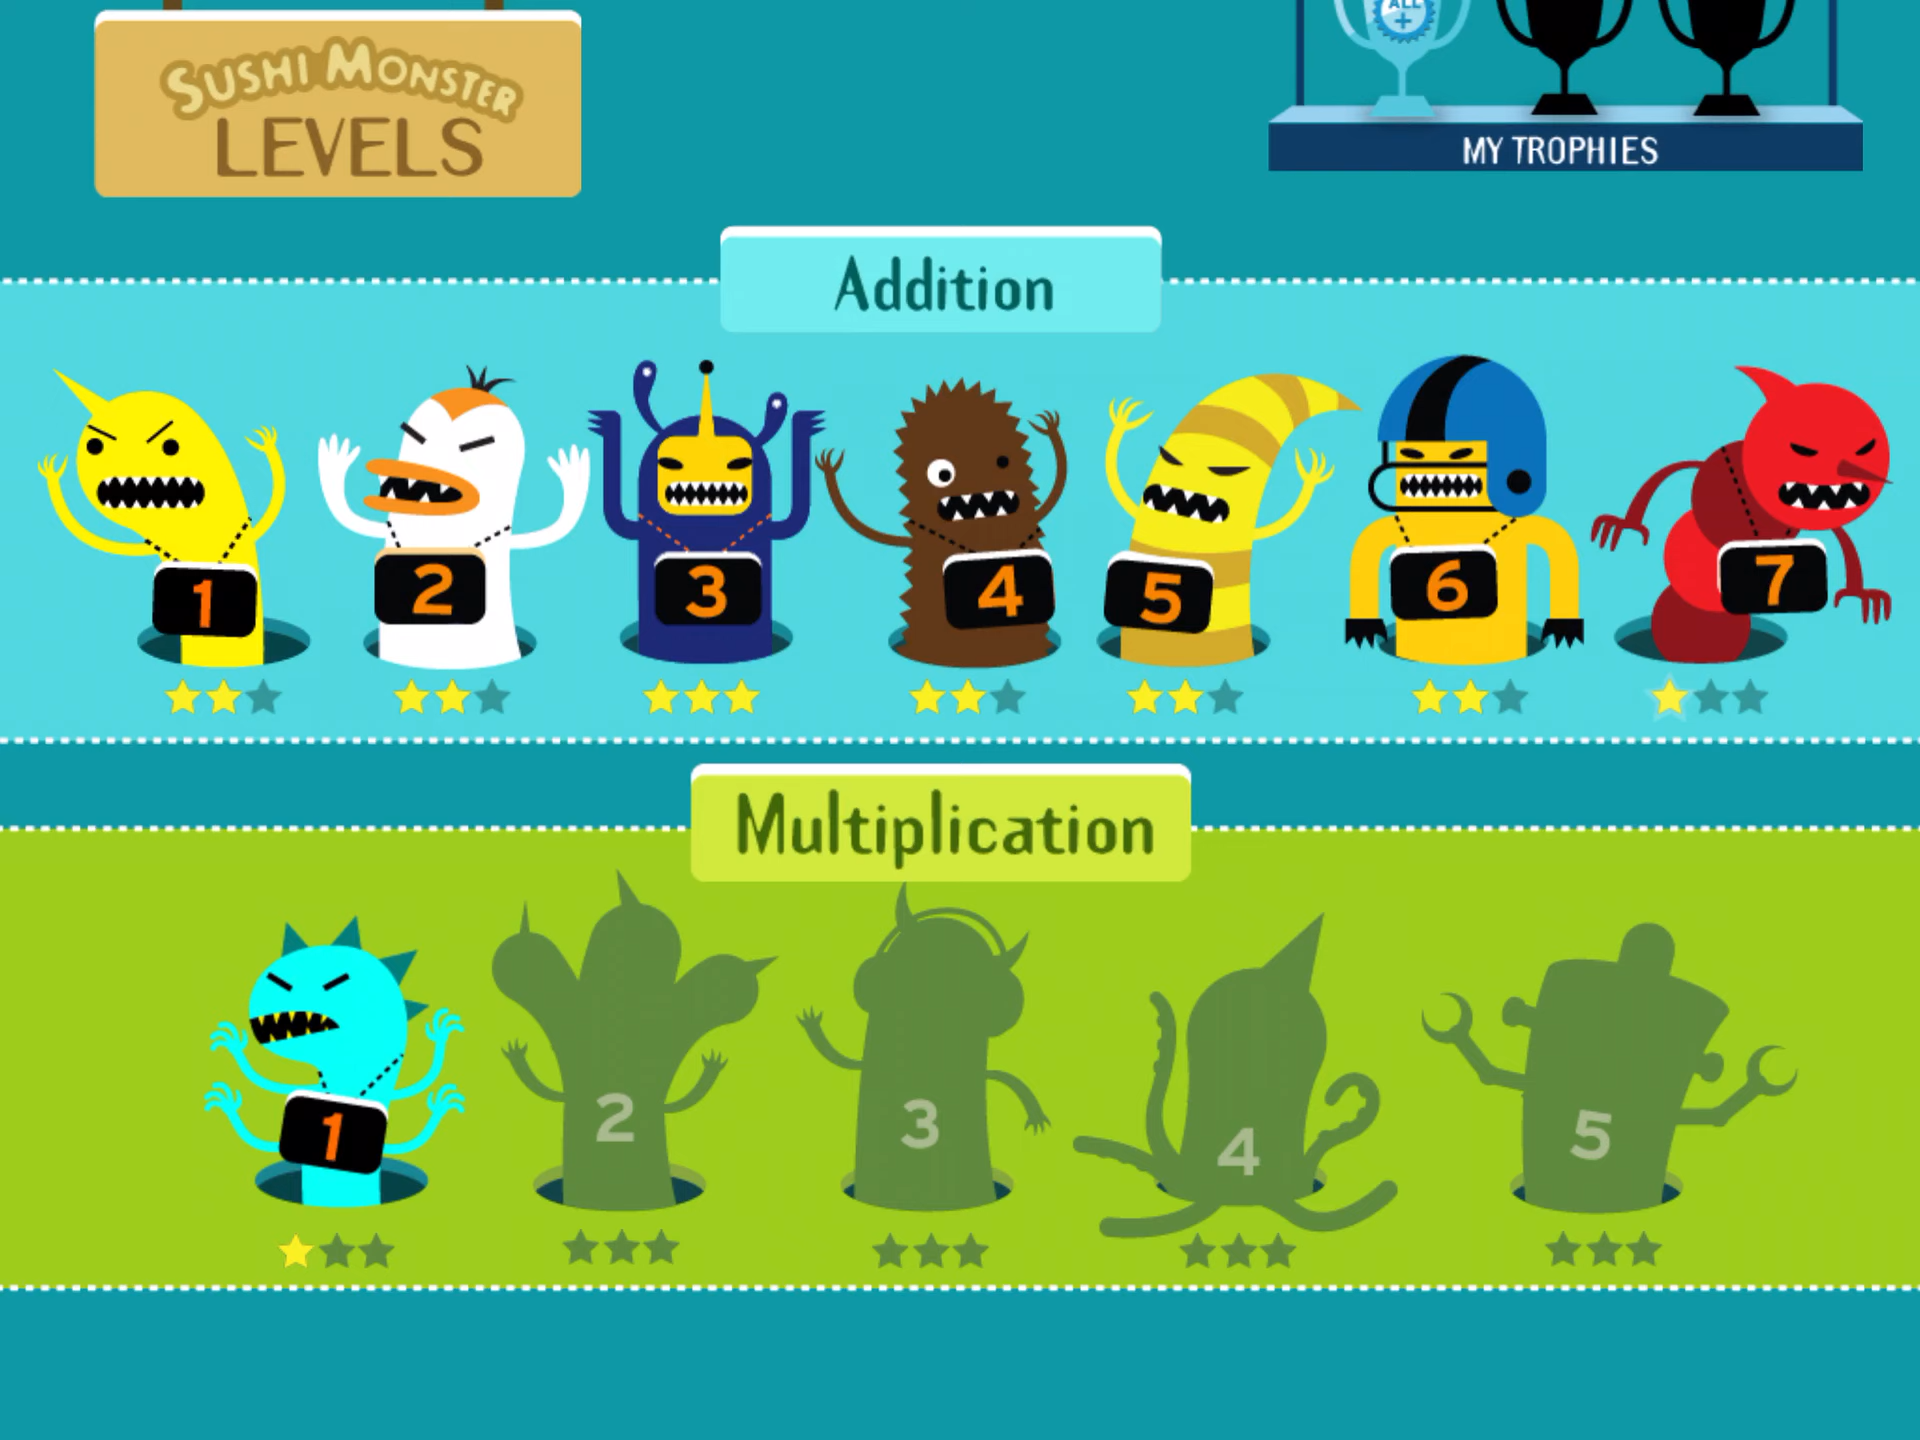 SUSHI MONSTER
LEVELS
ALL
+
MY TROPHIES
Addition
1 2 3 4 5 6 7
Multiplication
1 2 3 4 5